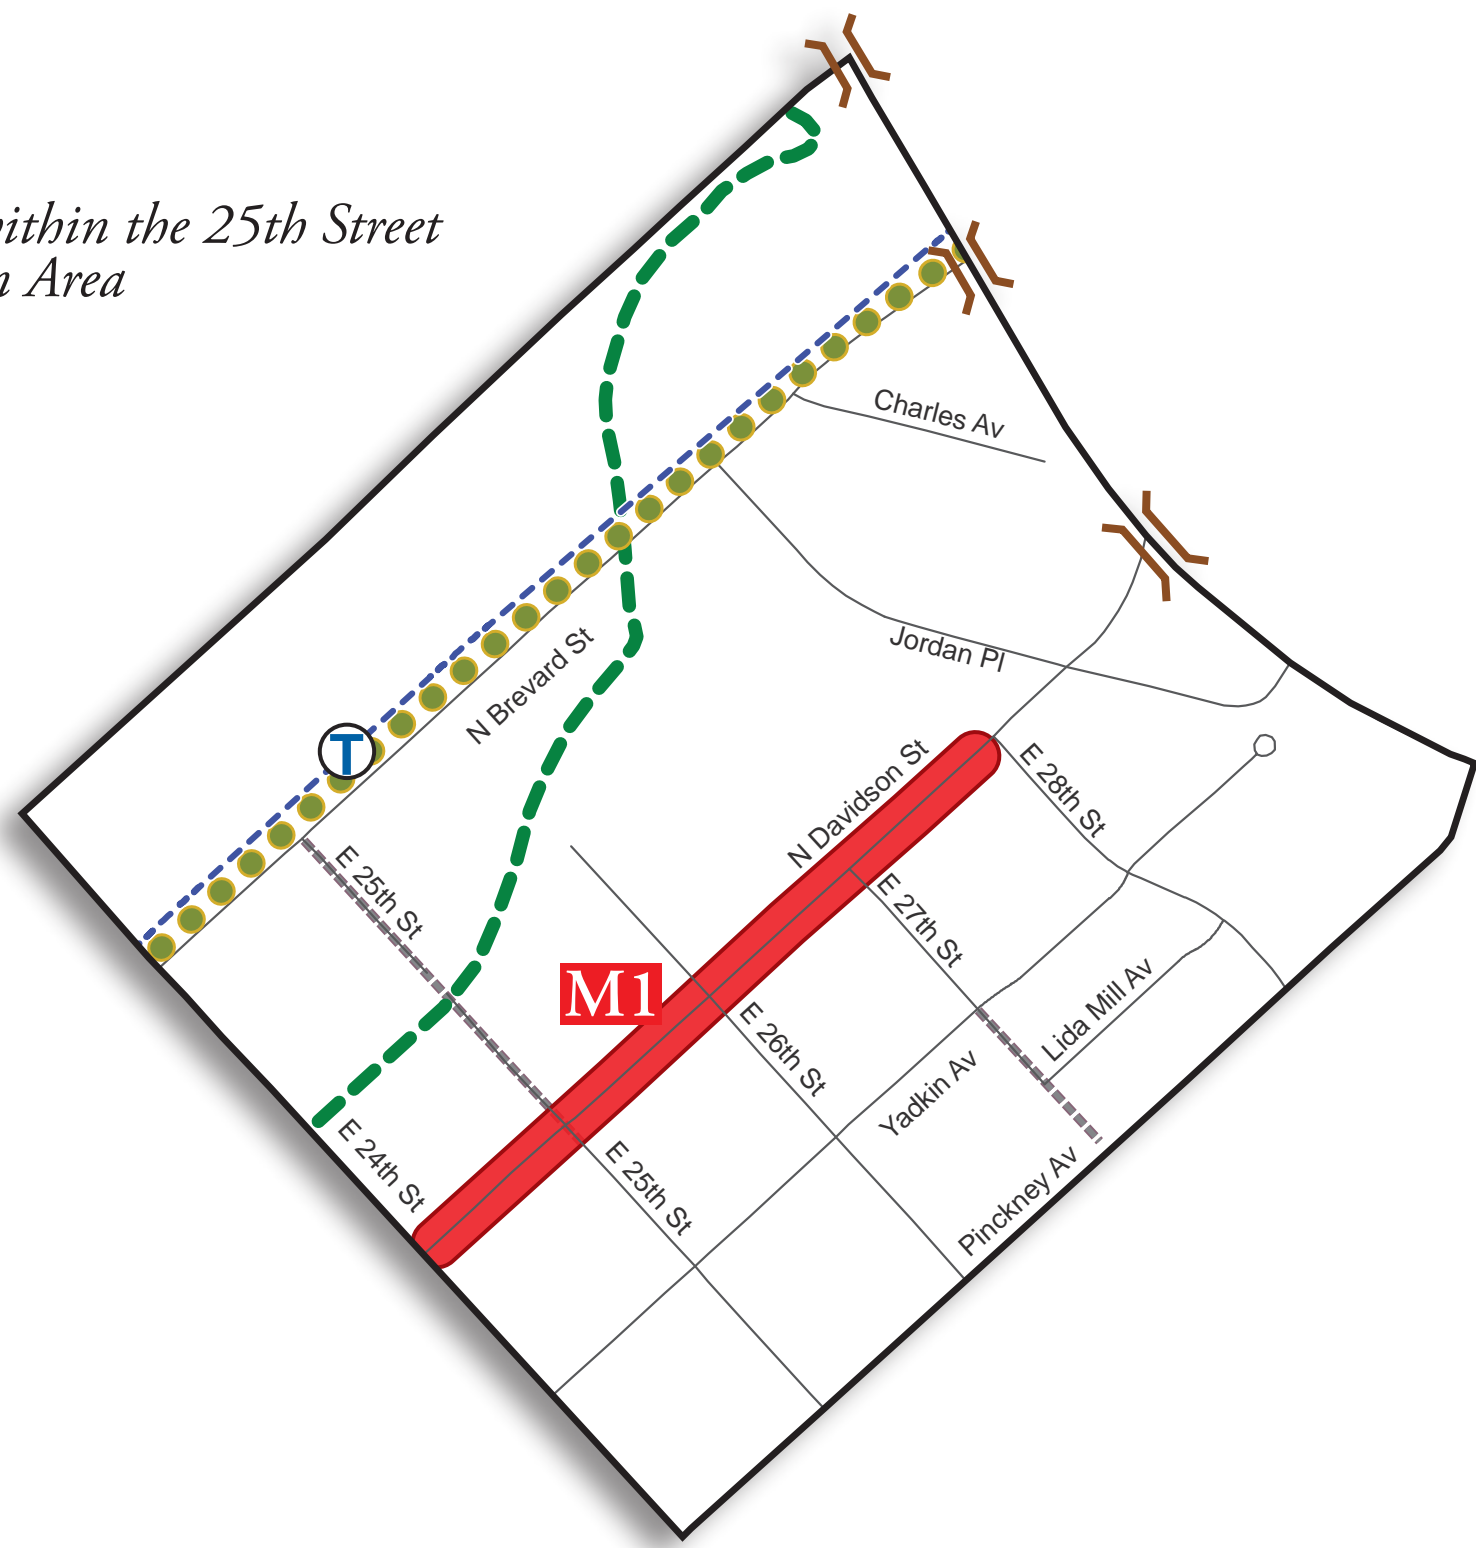 within the 25th Street
n Area
Charles Av
Jordan Pl
N Brevard St
T
N Davidson St
E 28th St
E 25th St
E 27th St
M1
Lida Mill Av
E 26th St
Yadkin Av
E 24th St
E 25th St
Pinckney Av